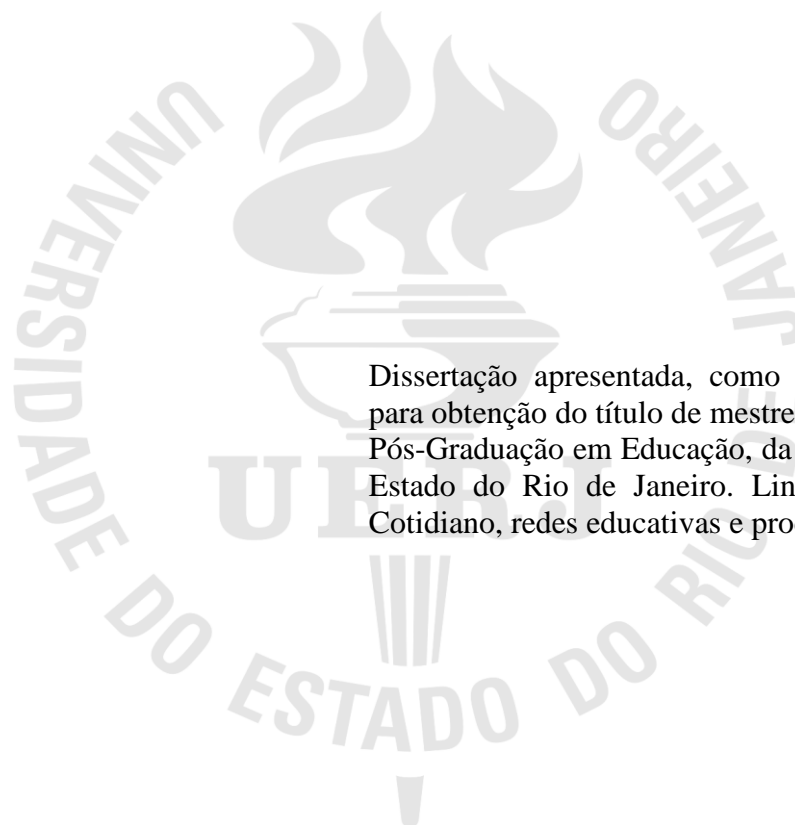 UNIVERSIDADE DO ESTADO DO RIO DE JANEIRO
UERJ
Dissertação apresentada, como
para obtenção do título de mestre
Pós-Graduação em Educação, da
Estado do Rio de Janeiro. Lin
Cotidiano, redes educativas e pro